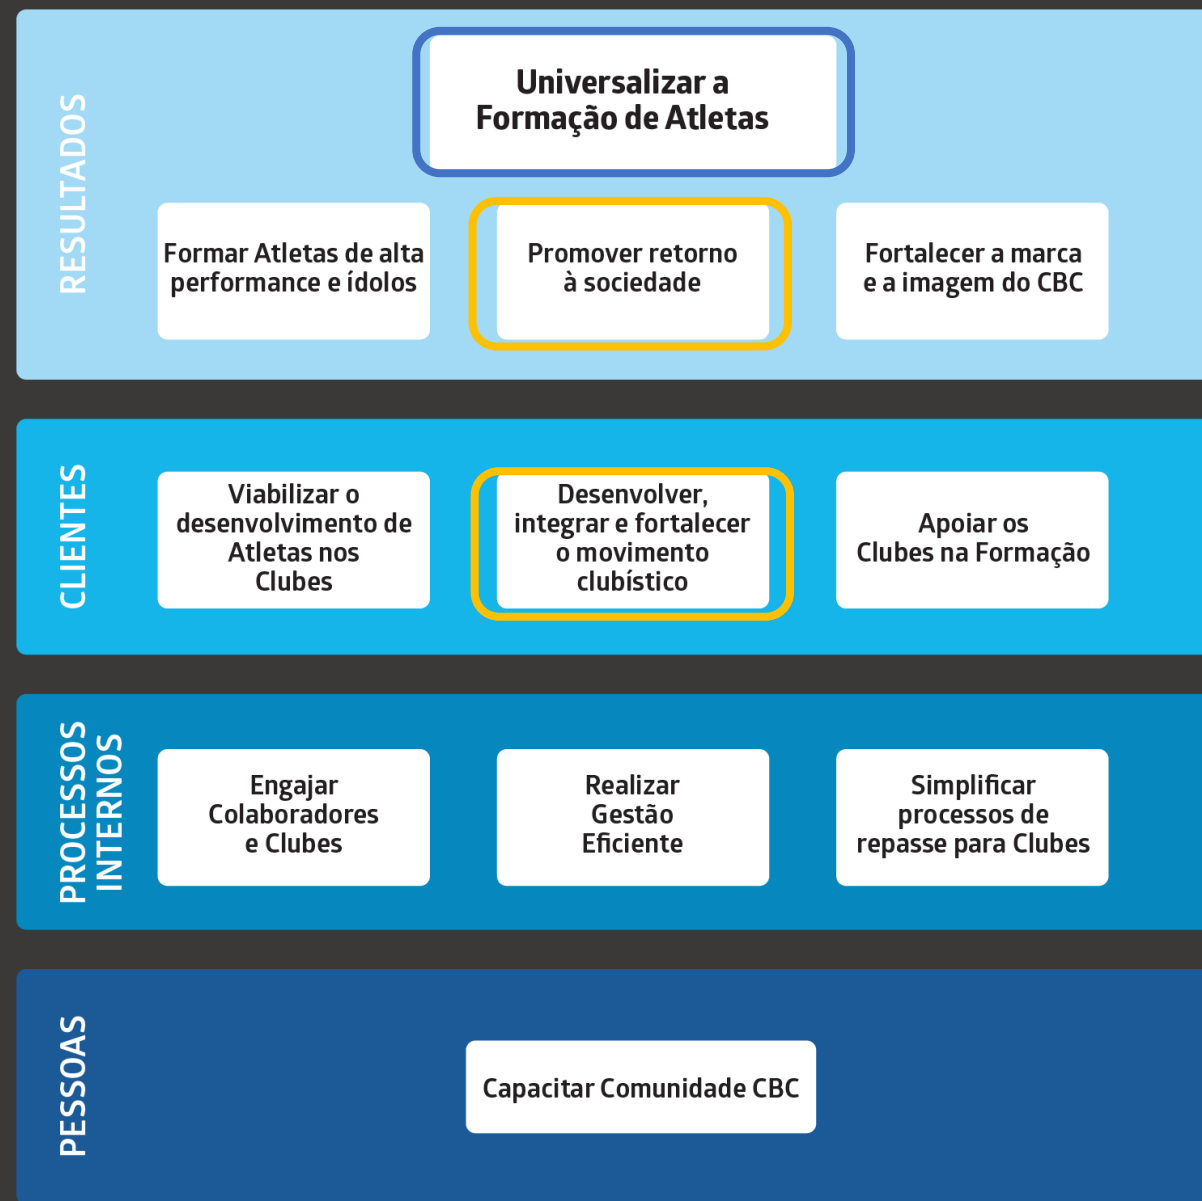 RESULTADOS
Universalizar a
Formação de Atletas
Formar Atletas de alta
performance e ídolos
Promover retorno
à sociedade
Fortalecer a marca
e a imagem do CBC
CLIENTES
Viabilizar o
desenvolvimento de
Atletas nos
Clubes
Desenvolver,
integrar e fortalecer
o movimento
clubístico
Apoiar os
Clubes na Formação
PROCESSOS
INTERNOS
Engajar
Colaboradores
e Clubes
Realizar
Gestão
Eficiente
Simplificar
processos de
repasse para Clubes
PESSOAS
Capacitar Comunidade CBC